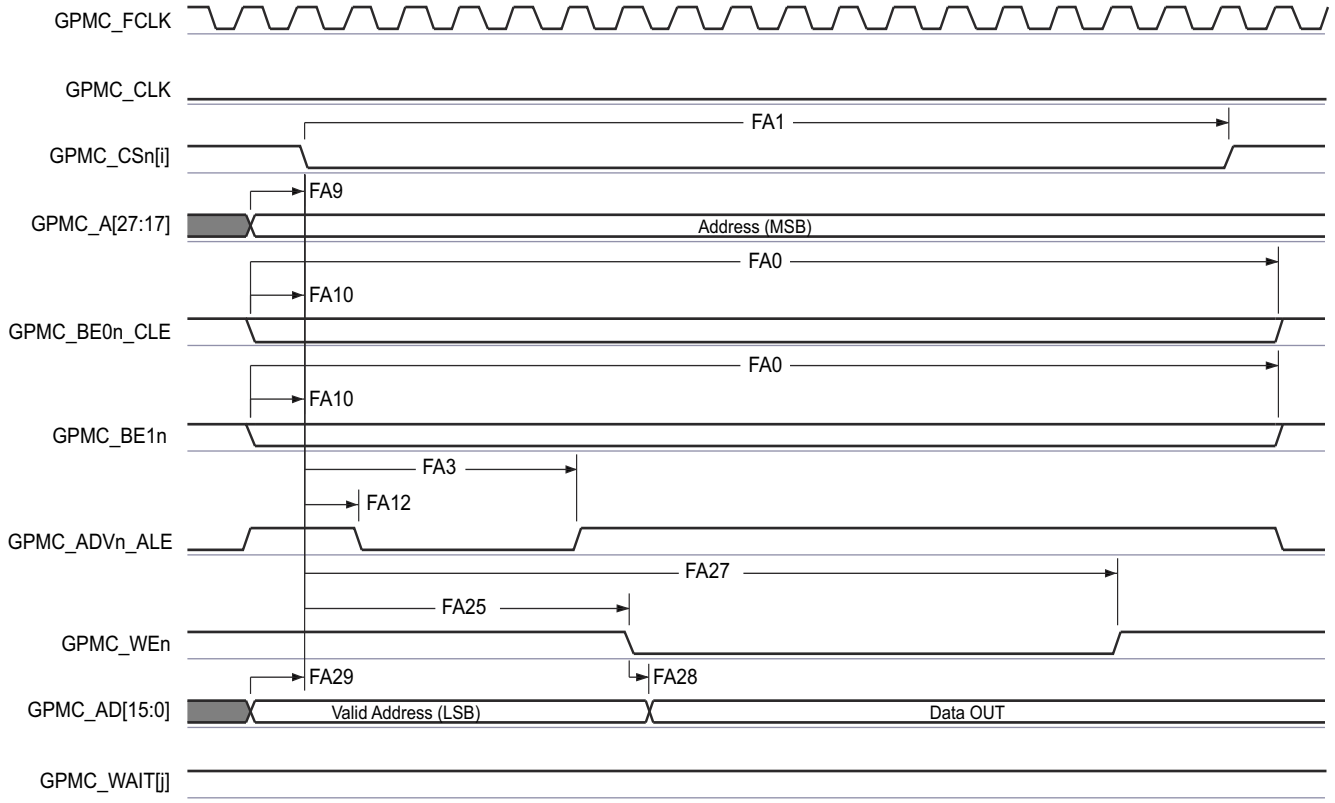 GPMC_FCLK
GPMC_CLK
FA1
GPMC_CSn[i]
FA9
GPMC_A[27:17]
Address (MSB)
FA0
FA10
GPMC_BE0n_CLE
FA0
FA10
GPMC_BE1n
FA3
FA12
GPMC_ADVn_ALE
FA27
FA25
GPMC_WEn
FA29
FA28
GPMC_AD[15:0]
Valid Address (LSB)
Data OUT
GPMC_WAIT[j]